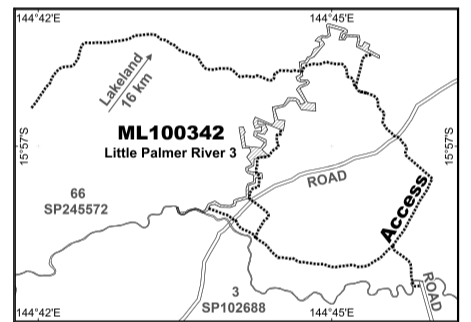 144°42'E
144°45'E
Lakeland
16 km
ML100342
Little Palmer River 3
15°57'S
15°57'S
66
SP245572
ROAD
Access
3
SP102688
ROAD
144°42'E
144°45'E